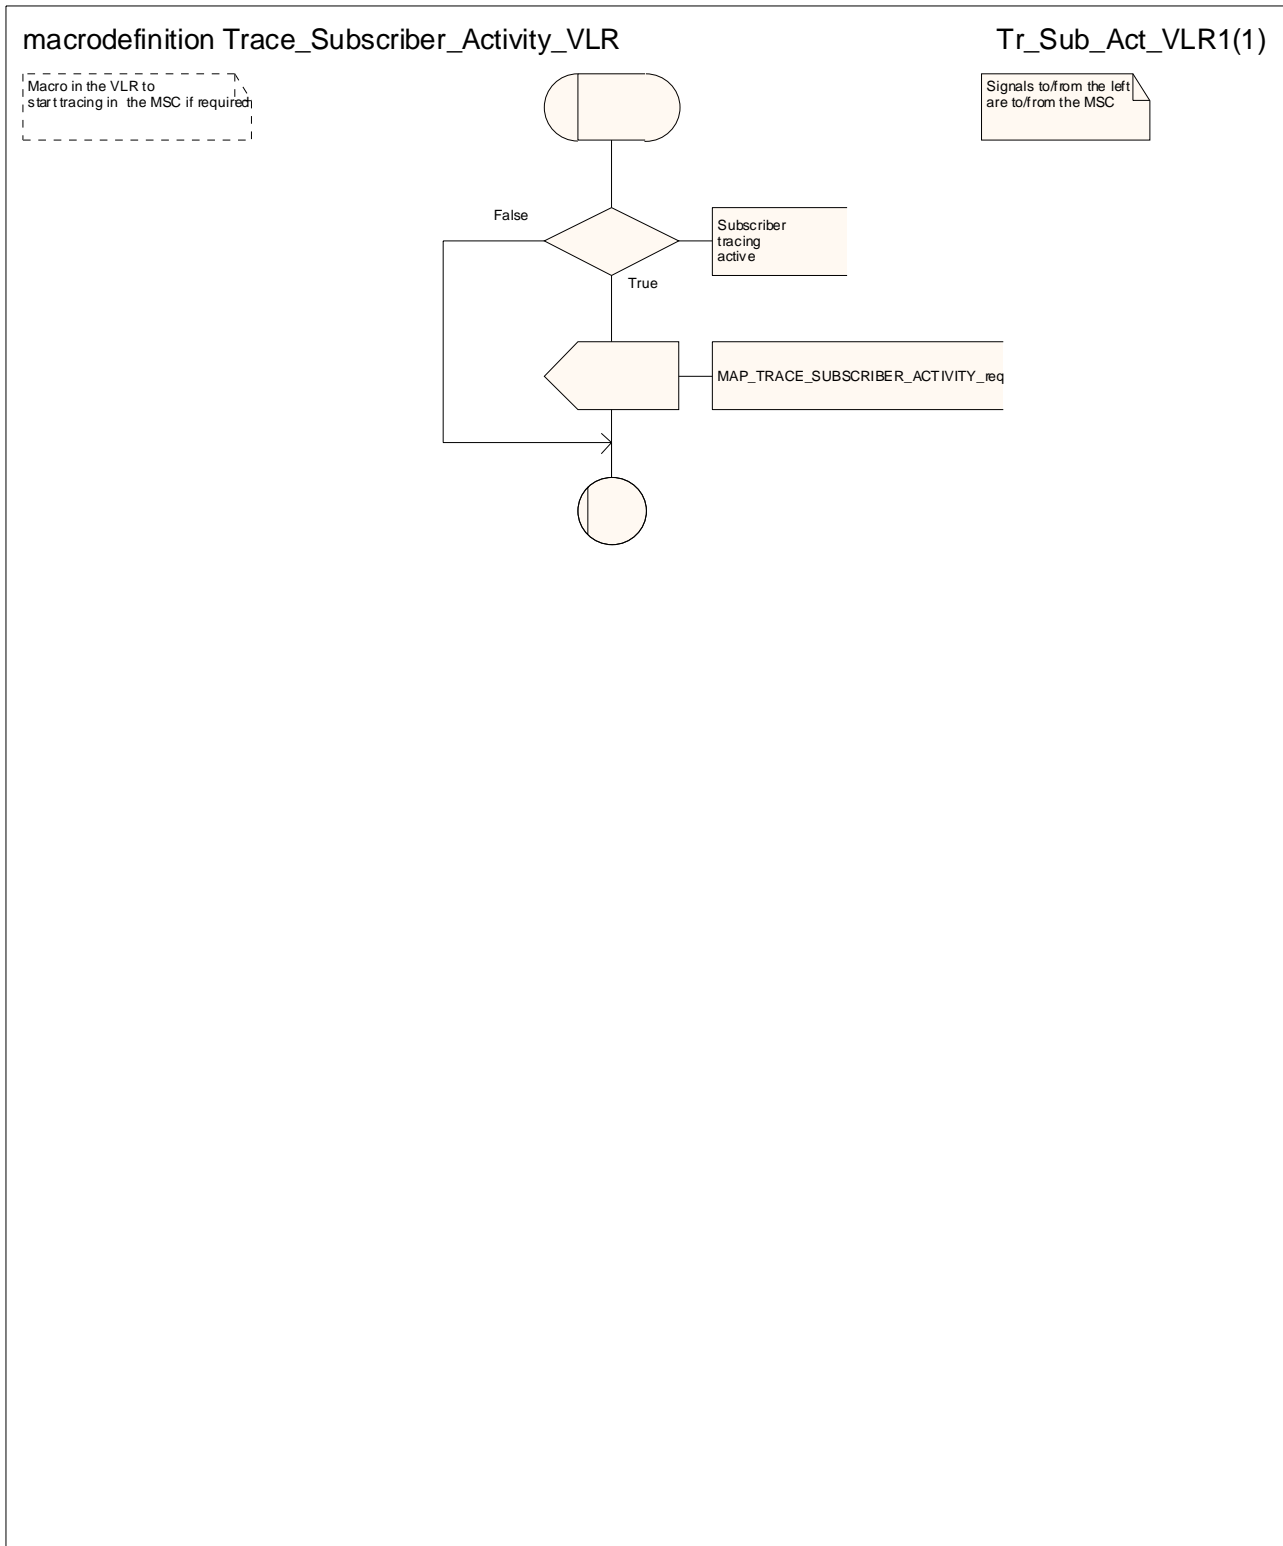 macrodefinition Trace_Subscriber_Activity_VLR
Tr_Sub_Act_VLR1(1)
Macro in the VLR to
start tracing in the MSC if required
Signals to/from the left
are to/from the MSC
False
Subscriber
tracing
active
True
MAP_TRACE_SUBSCRIBER_ACTIVITY_req